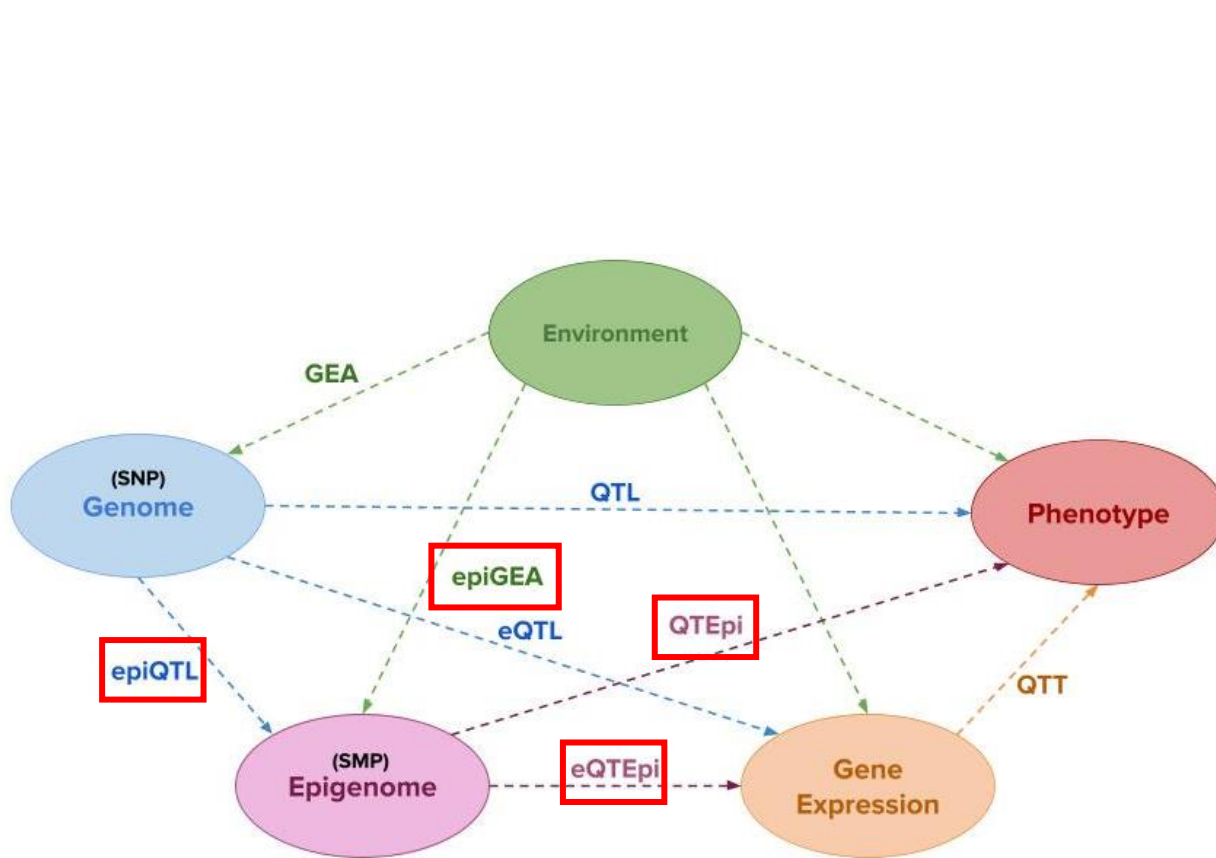 Environment
GEA
(SNP)
Genome
QTL
Phenotype
epiGEA
eQTL
QTEpi
epiQTL
QTT
(SMP)
Epigenome
eQTEpi
Gene
Expression